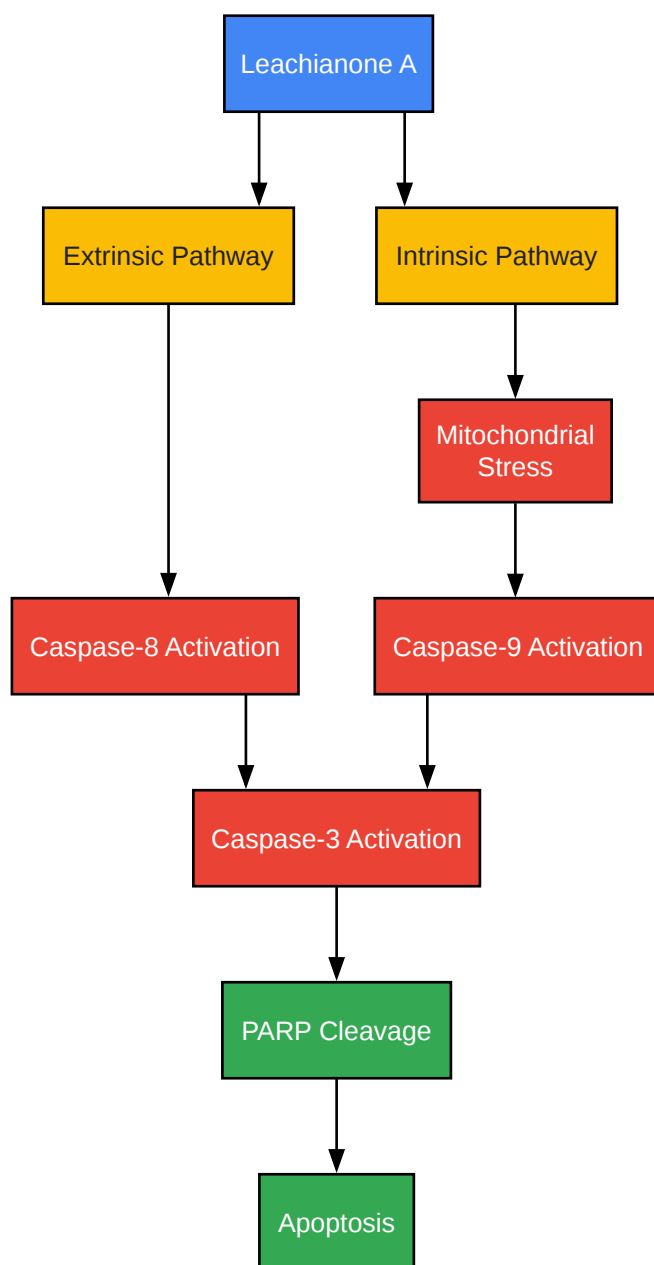 Leachianone A
Extrinsic Pathway
Intrinsic Pathway
Mitochondrial
Stress
Caspase-8 Activation
Caspase-9 Activation
Caspase-3 Activation
PARP Cleavage
Apoptosis